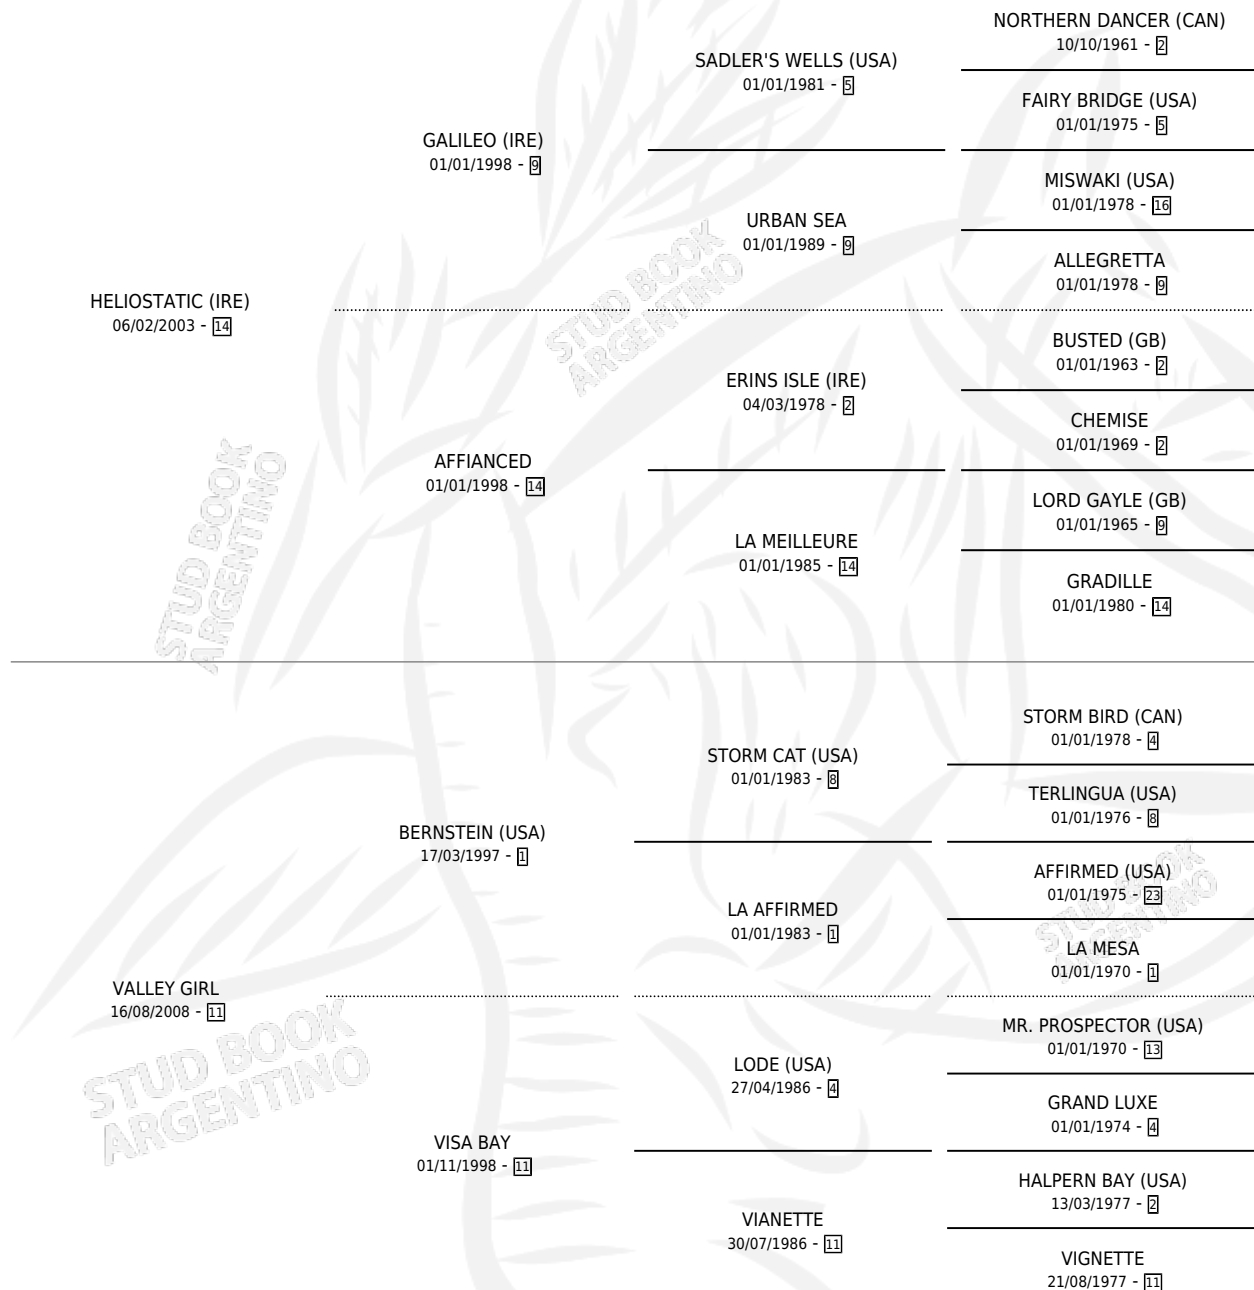 NORTHERN DANCER (CAN)
10/10/1961 - 2
SADLER'S WELLS (USA)
01/01/1981 - 5
FAIRY BRIDGE (USA)
01/01/1975 - 5
GALILEO (IRE)
01/01/1998 - 9
MISWAKI (USA)
01/01/1978 - 16
URBAN SEA
01/01/1989 - 9
ALLEGRETTA
01/01/1978 - 9
HELIOSTATIC (IRE)
06/02/2003 - 14
BUSTED (GB)
01/01/1963 - 2
ERINS ISLE (IRE)
04/03/1978 - 2
CHEMISE
01/01/1969 - 2
AFFIANCED
01/01/1998 - 14
LORD GAYLE (GB)
01/01/1965 - 9
LA MEILLEURE
01/01/1985 - 14
GRADILLE
01/01/1980 - 14
STORM BIRD (CAN)
01/01/1978 - 4
STORM CAT (USA)
01/01/1983 - 8
TERLINGUA (USA)
01/01/1976 - 8
BERNSTEIN (USA)
17/03/1997 - 1
AFFIRMED (USA)
01/01/1975 - 23
LA AFFIRMED
01/01/1983 - 1
LA MESA
01/01/1970 - 1
VALLEY GIRL
16/08/2008 - 11
MR. PROSPECTOR (USA)
01/01/1970 - 13
LODE (USA)
27/04/1986 - 4
GRAND LUXE
01/01/1974 - 4
VISA BAY
01/11/1998 - 11
HALPERN BAY (USA)
13/03/1977 - 2
VIANETTE
30/07/1986 - 11
VIGNETTE
21/08/1977 - 11
STUD BOOK
ARGENTINO
STUD BOOK
ARGENTINO
STUD BOOK
ARGENTINO
STUD BOOK
ARGENTINO